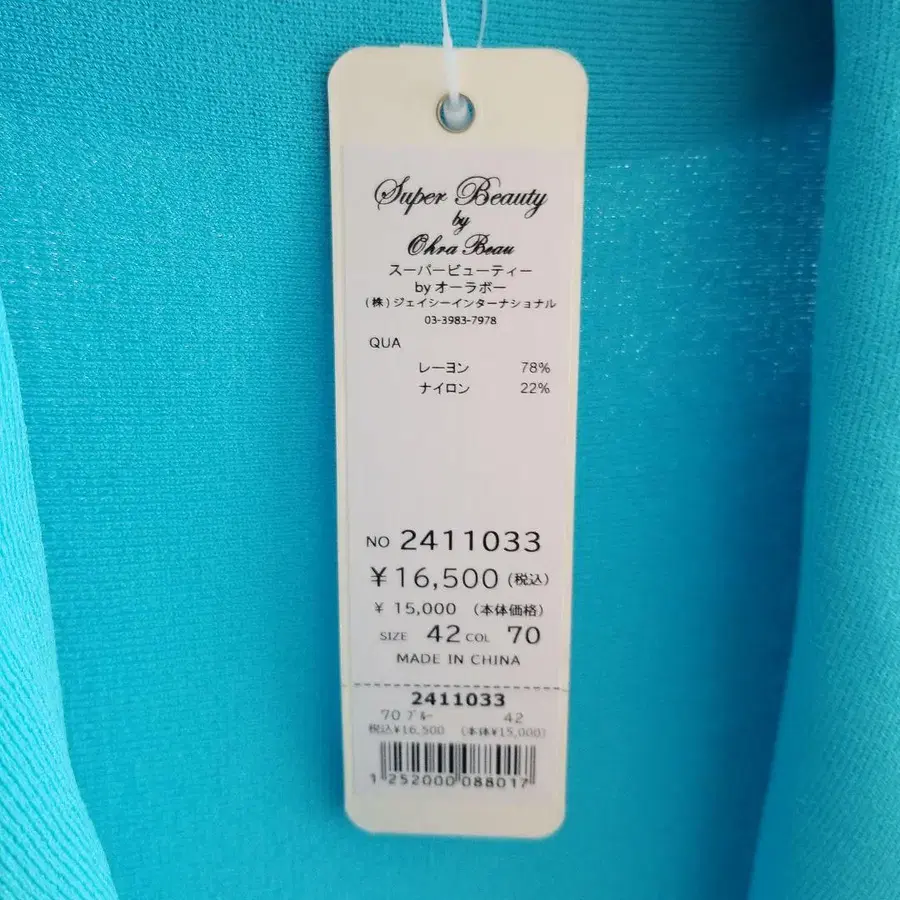 Super Beauty
by
Ohra Beau
スーパービューティー
by オーラボー
(株)ジェイシーインターナショナル
03-3983-7978
QUA
レーヨン 78%
ナイロン 22%
NO 2411033
¥16,500 (税込)
¥ 15,000 (本体価格)
SIZE 42 COL 70
MADE IN CHINA
2411033
70 ブルー 42
税込¥16,500 (本体¥15,000)
1 252000 088017